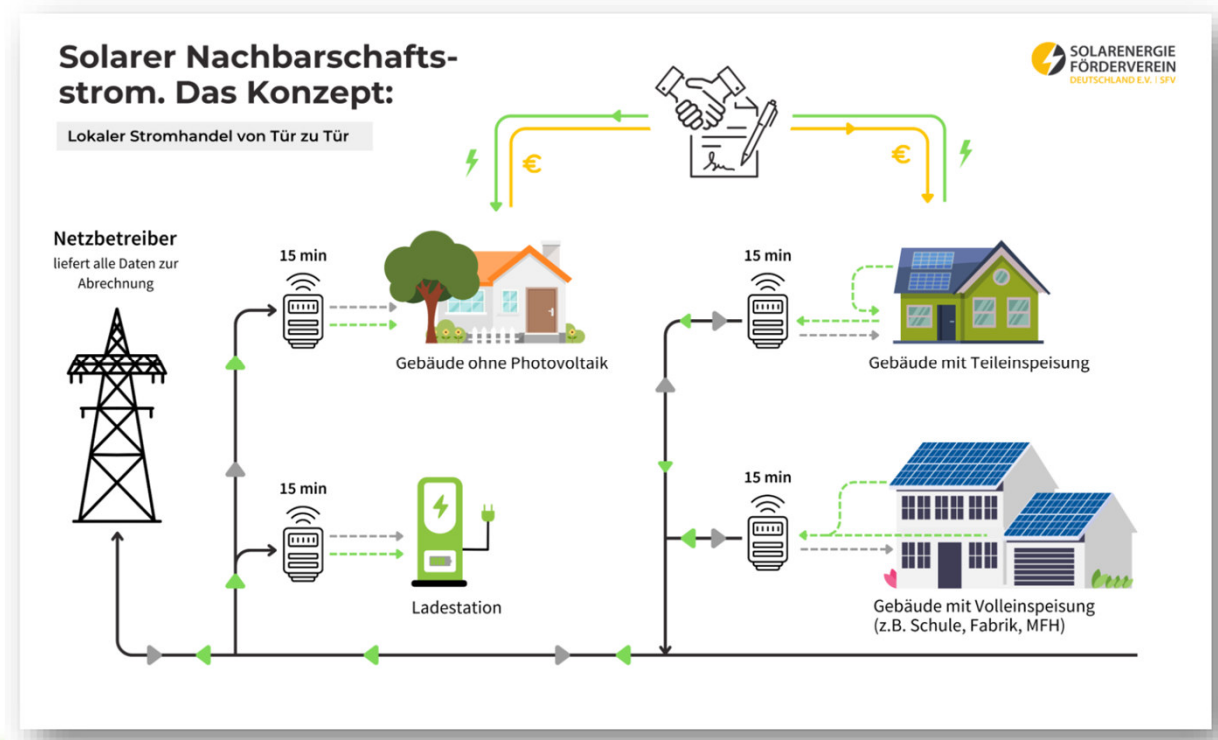 Solarer Nachbarschafts-
strom. Das Konzept:
Lokaler Stromhandel von Tür zu Tür
SOLARENERGIE
FÖRDERVEREIN
DEUTSCHLAND E.V. | SFV
€
€
Netzbetreiber
liefert alle Daten zur
Abrechnung
15 min
Gebäude ohne Photovoltaik
15 min
Gebäude mit Teileinspeisung
15 min
Ladestation
15 min
Gebäude mit Volleinspeisung
(z.B. Schule, Fabrik, MFH)